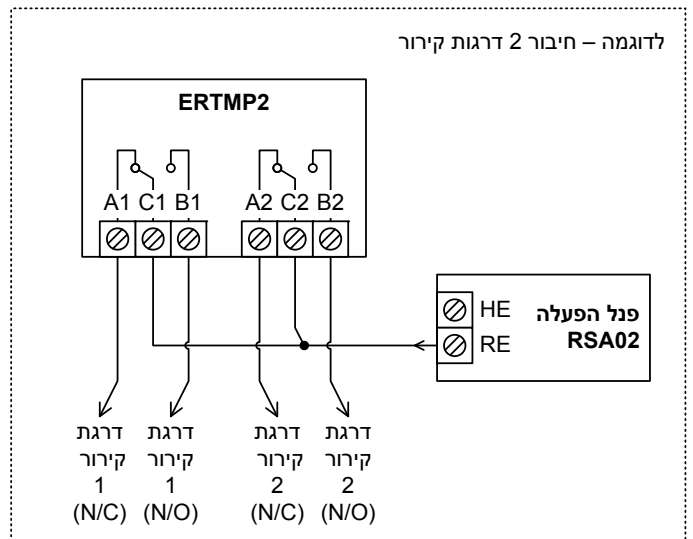 לדוגמה – חיבור 2 דרגות קירור
ERTMP2
A1 C1 B1 A2 C2 B2
HE
RE
פנל הפעלה
RSA02
דרגת
קירור
1
(N/C)
דרגת
קירור
1
(N/O)
דרגת
קירור
2
(N/C)
דרגת
קירור
2
(N/O)